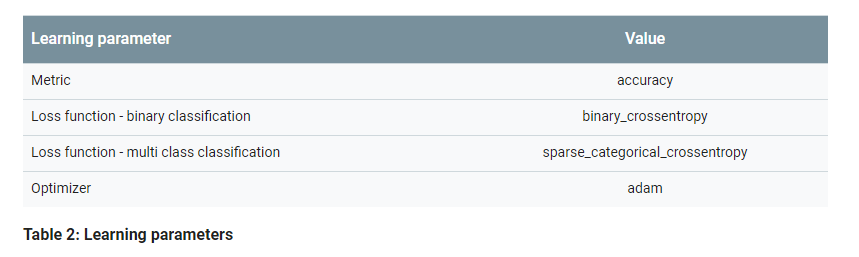 Learning parameter Value
Metric accuracy
Loss function - binary classification binary_crossentropy
Loss function - multi class classification sparse_categorical_crossentropy
Optimizer adam
Table 2: Learning parameters